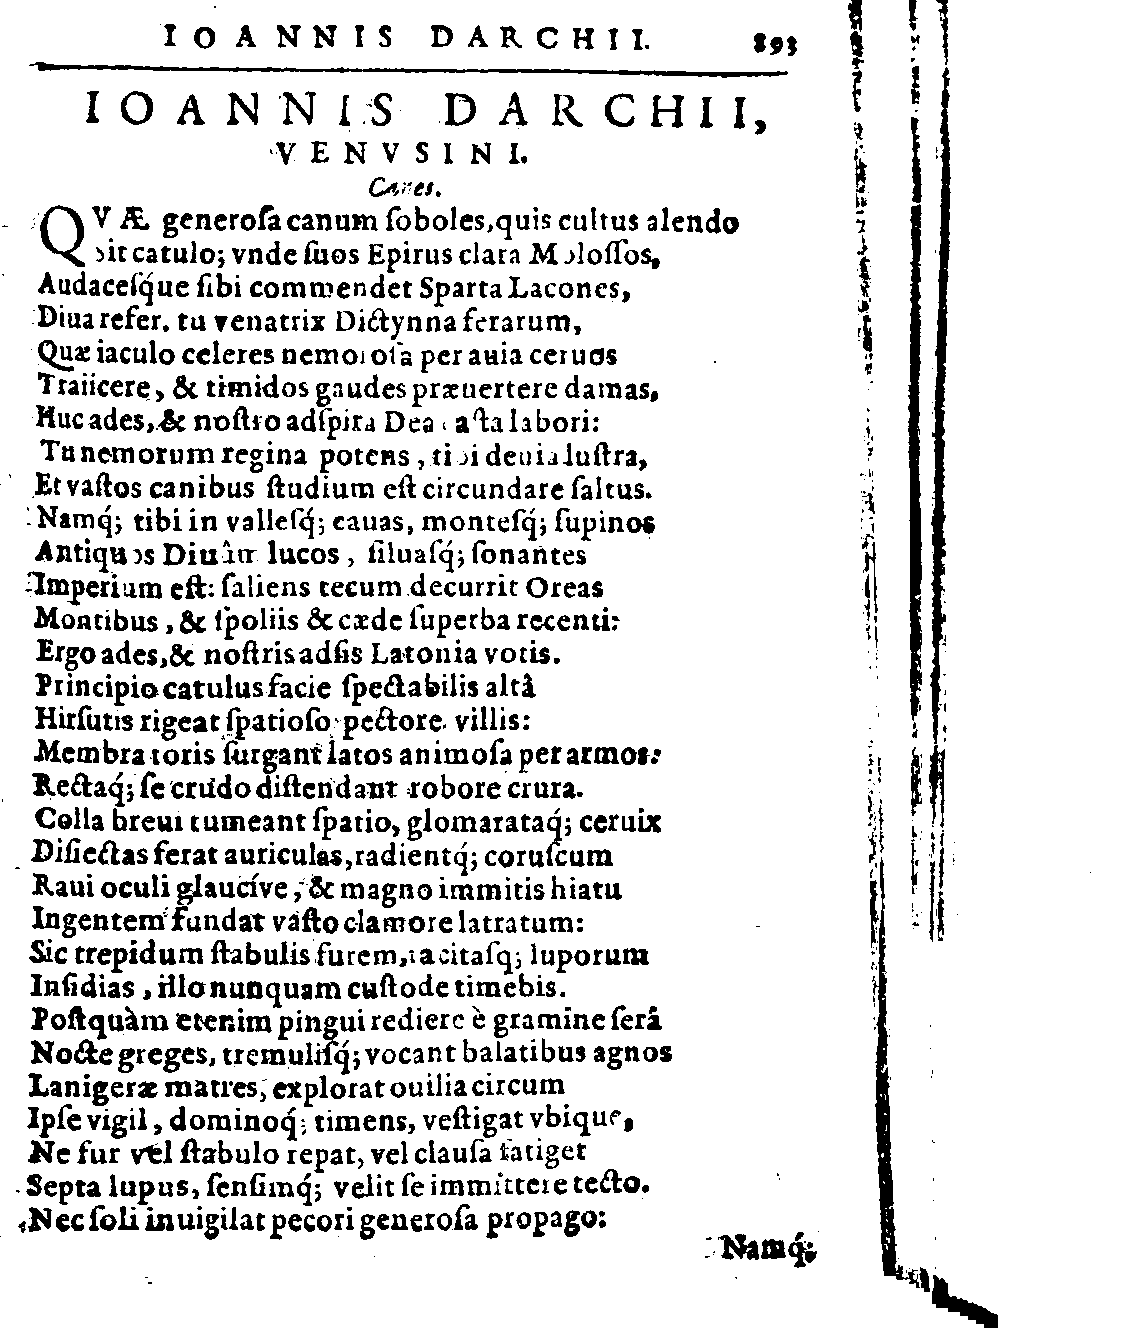 IOANNIS DARCHII. 893
IOANNIS DARCHII,
VENVSINI.
Canes.
QVÆ generoſa canum ſoboles, quis cultus alendo
Sit catulo; vnde ſuos Epirus clara Moloſſos,
Audaceſq́ue ſibi commendet Sparta Lacones,
Diua refer. tu venatrix Dictynna ferarum,
Quæ iaculo celeres nemoroſa per auia ceruos
Traiicere, & timidos gaudes præuertere damas,
Huc ades, & noſtro adſpira Dea caſta labori:
Tu nemorum regina potens, tibi deuia luſtra,
Et vaſtos canibus ſtudium eſt circundare ſaltus.
Namq́; tibi in valleſq́; cauas, monteſq́; ſupinos
Antiquos Diuûm lucos, ſiluaſq́; ſonantes
Imperium eſt: ſaliens tecum decurrit Oreas
Montibus, & ſpoliis & cæde ſuperba recenti:
Ergo ades, & noſtris adſis Latonia votis.
Principio catulus facie ſpectabilis altâ
Hirſutis rigeat ſpatioſo pectore villis:
Membra toris ſurgant latos animoſa per armos:
Rectaq́; ſe crudo diſtendant robore crura.
Colla breui tumeant ſpatio, glomarataq́; ceruix
Diſiectas ferat auriculas, radientq́; coruſcum
Raui oculi glaucíve, & magno immitis hiatu
Ingentem fundat vaſto clamore latratum:
Sic trepidum ſtabulis furem, tacitaſq; luporum
Inſidias, illo nunquam cuſtode timebis.
Poſtquàm etenim pingui rediere è gramine ſerâ
Nocte greges, tremuliſq́; vocant balatibus agnos
Lanigeræ matres, explorat ouilia circum
Ipſe vigil, dominoq́; timens, veſtigat vbique,
Ne fur vel ſtabulo repat, vel clauſa fatiget
Septa lupus, ſenſimq́; velit ſe immittere tecto.
Nec ſoli inuigilat pecori generoſa propago:
Namq́;